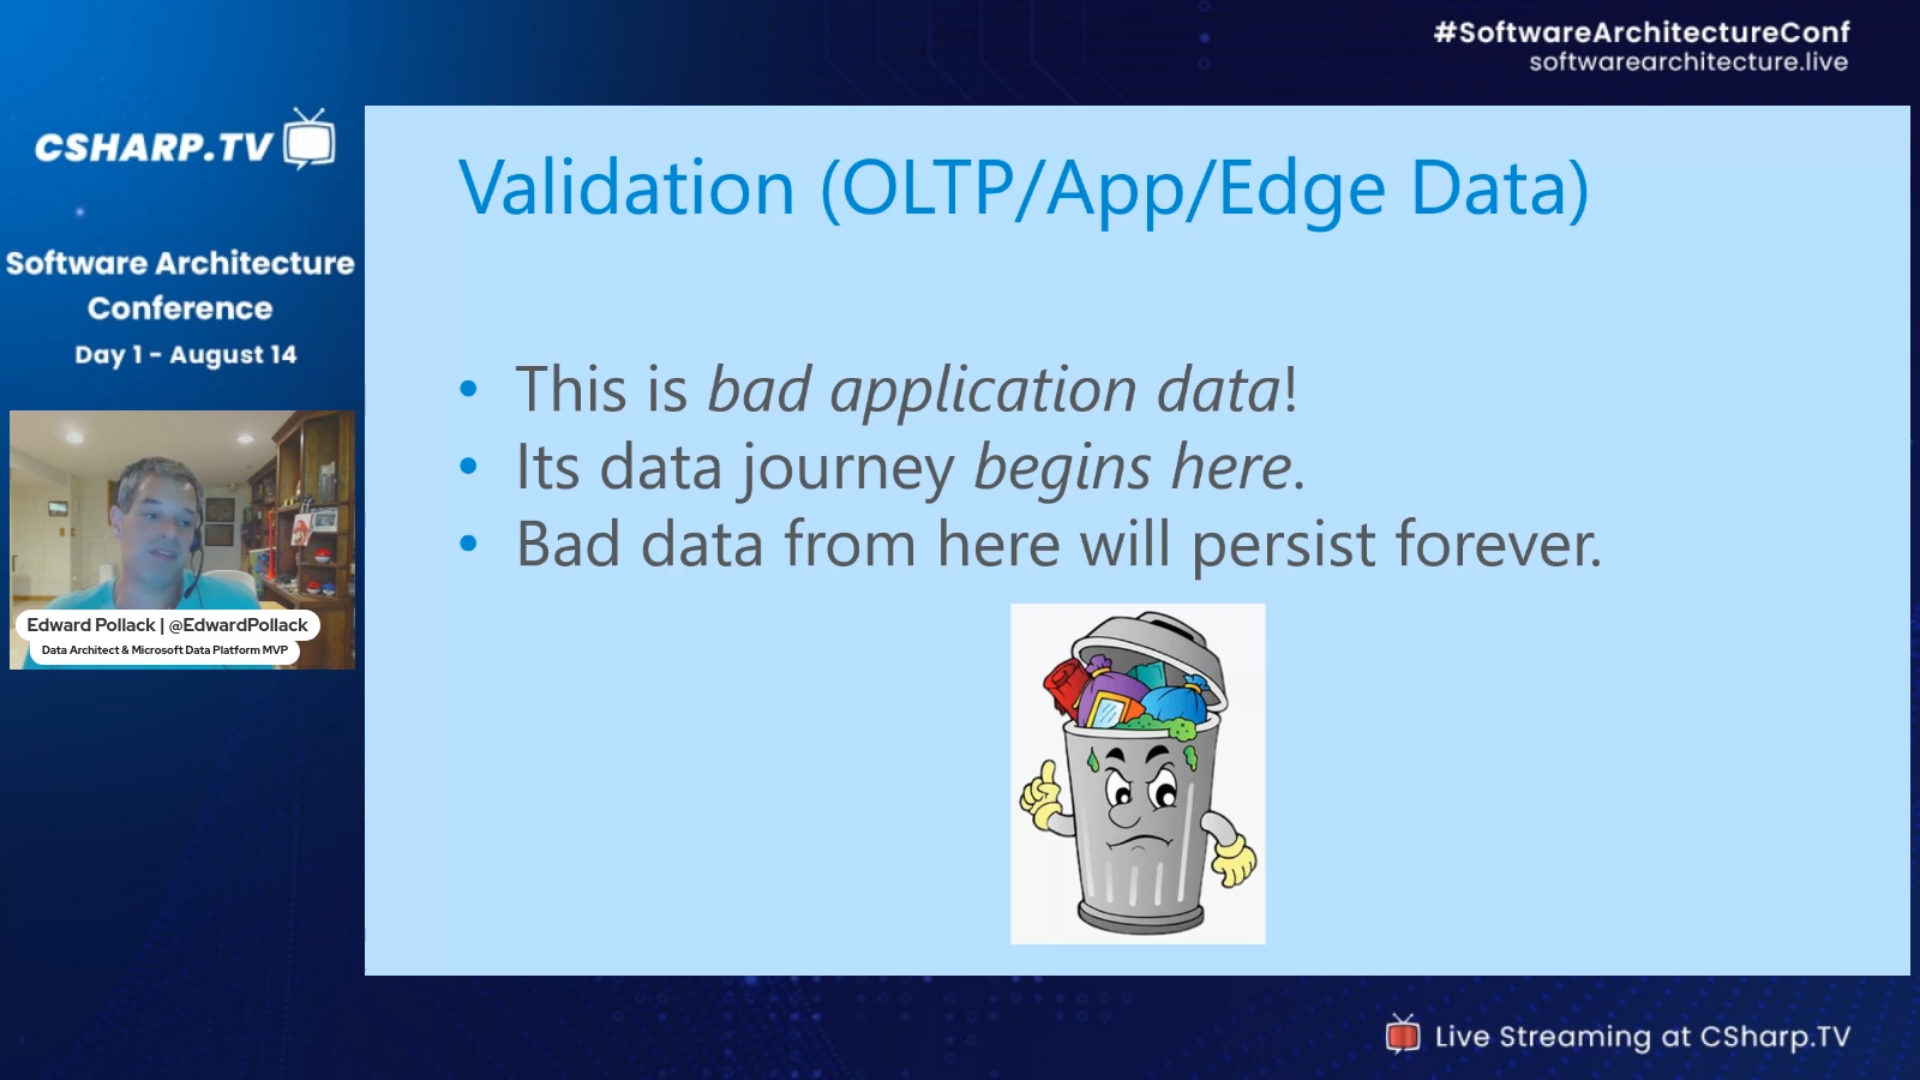 #SoftwareArchitectureConf
softwarearchitecture.live
CSHARP.TV
Software Architecture
Conference
Day 1 - August 14
Edward Pollack | @EdwardPollack
Data Architect & Microsoft Data Platform MVP
Validation (OLTP/App/Edge Data)
• This is bad application data!
• Its data journey begins here.
• Bad data from here will persist forever.
Live Streaming at CSharp.TV